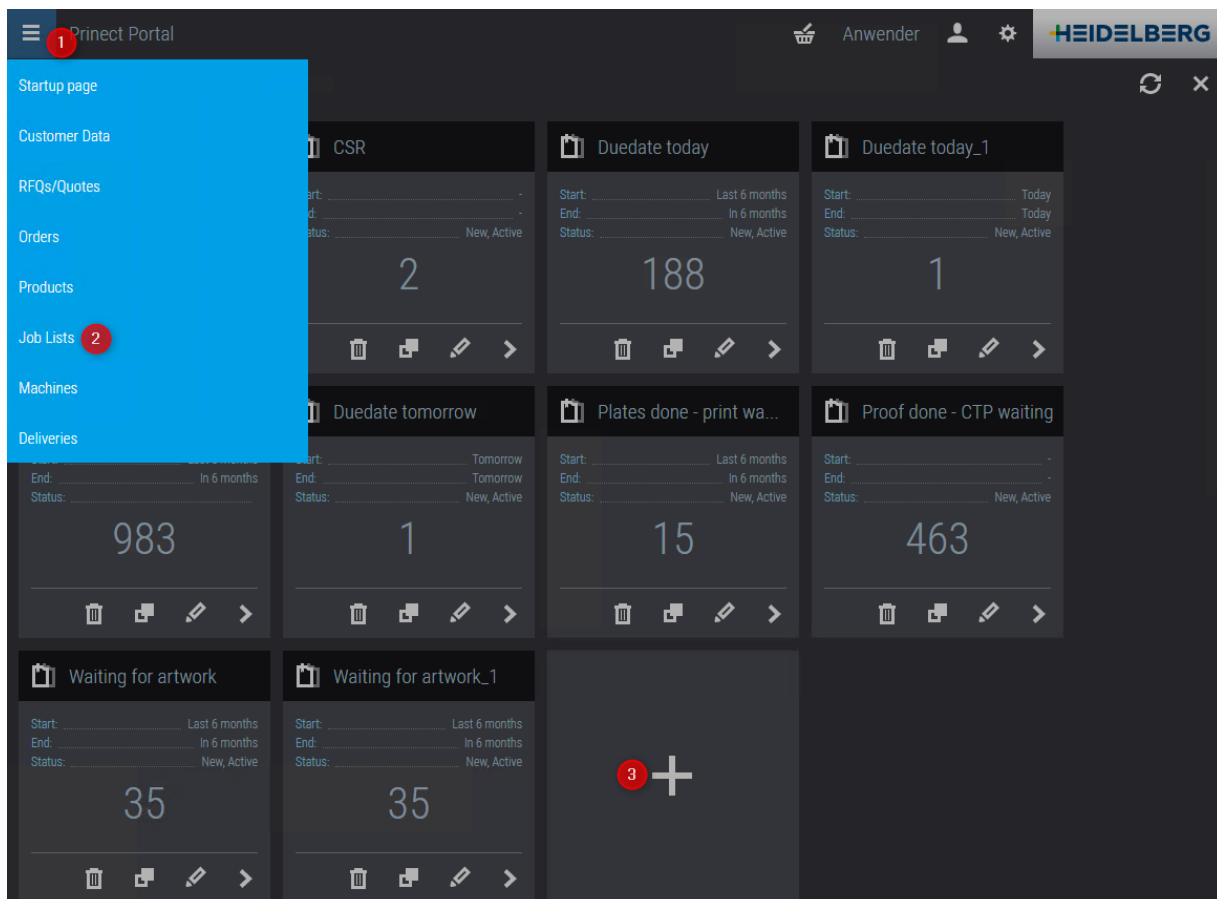 1
Prinect Portal
Anwender
HEIDELBERG
Startup page
Customer Data
RFQs/Quotes
Orders
Products
Job Lists 2
Machines
Deliveries
CSR
art: -
d: -
atus: New, Active
2
Duedate today
Start: Last 6 months
End: In 6 months
Status: New, Active
188
Duedate today_1
Start: Today
End: Today
Status: New, Active
1
End: In 6 months
Status:
983
Duedate tomorrow
Start: Tomorrow
End: Tomorrow
Status: New, Active
1
Plates done - print wa...
Start: Last 6 months
End: In 6 months
Status: New, Active
15
Proof done - CTP waiting
Start: -
End: -
Status: New, Active
463
Waiting for artwork
Start: Last 6 months
End: In 6 months
Status: New, Active
35
Waiting for artwork_1
Start: Last 6 months
End: In 6 months
Status: New, Active
35
3